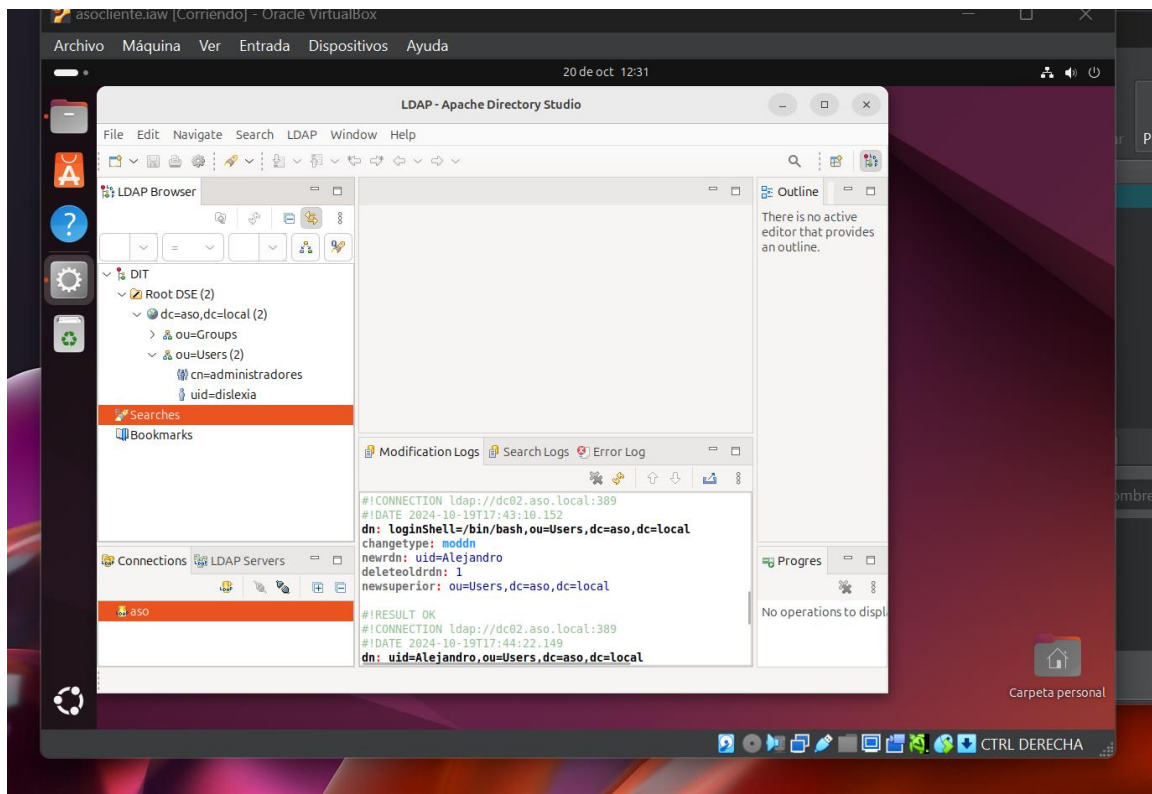 asocliente.iaw [Corriendo] - Oracle VirtualBox
Archivo Máquina Ver Entrada Dispositivos Ayuda
20 de oct 12:31
LDAP - Apache Directory Studio
File Edit Navigate Search LDAP Window Help
LDAP Browser
=
DIT
Root DSE (2)
dc=aso,dc=local (2)
ou=Groups
ou=Users (2)
cn=administradores
uid=dislexia
Searches
Bookmarks
Outline
There is no active
editor that provides
an outline.
Modification Logs Search Logs Error Log
#!CONNECTION ldap://dc02.aso.local:389
#!DATE 2024-10-19T17:43:10.152
dn: loginShell=/bin/bash,ou=Users,dc=aso,dc=local
changetype: moddn
newrdn: uid=Alejandro
deleteoldrdn: 1
newsuperior: ou=Users,dc=aso,dc=local
#!RESULT OK
#!CONNECTION ldap://dc02.aso.local:389
#!DATE 2024-10-19T17:44:22.149
dn: uid=Alejandro,ou=Users,dc=aso,dc=local
Connections LDAP Servers
aso
Progres
No operations to displ
Carpeta personal
CTRL DERECHA